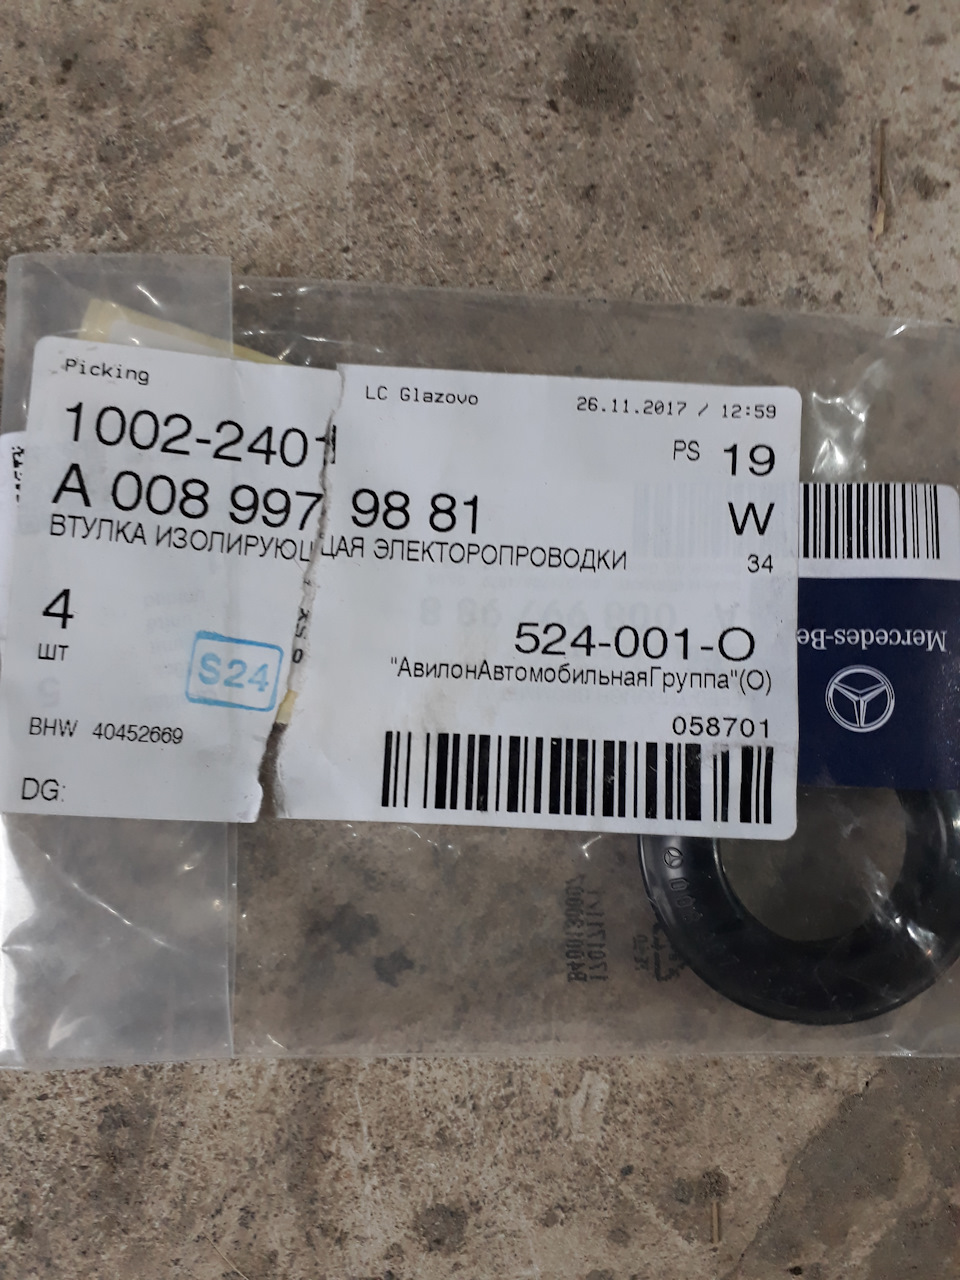 Picking
LC Glazovo
26.11.2017 / 12:59
1002-2401
PS 19
A 008 997 98 81
W
ВТУЛКА ИЗОЛИРУЮЩАЯ ЭЛЕКТОРОПРОВОДКИ
34
4
шт
524-001-O
S24
"АвилонАвтомобильнаяГруппа"(О)
BHW 40452669
058701
DG:
Mercedes-Be